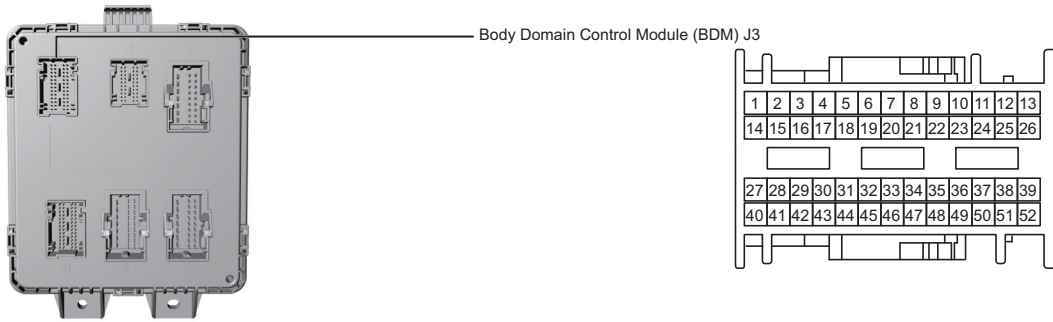 Body Domain Control Module (BDM) J3
1 2 3 4 5 6 7 8 9 10 11 12 13
14 15 16 17 18 19 20 21 22 23 24 25 26
27 28 29 30 31 32 33 34 35 36 37 38 39
40 41 42 43 44 45 46 47 48 49 50 51 52